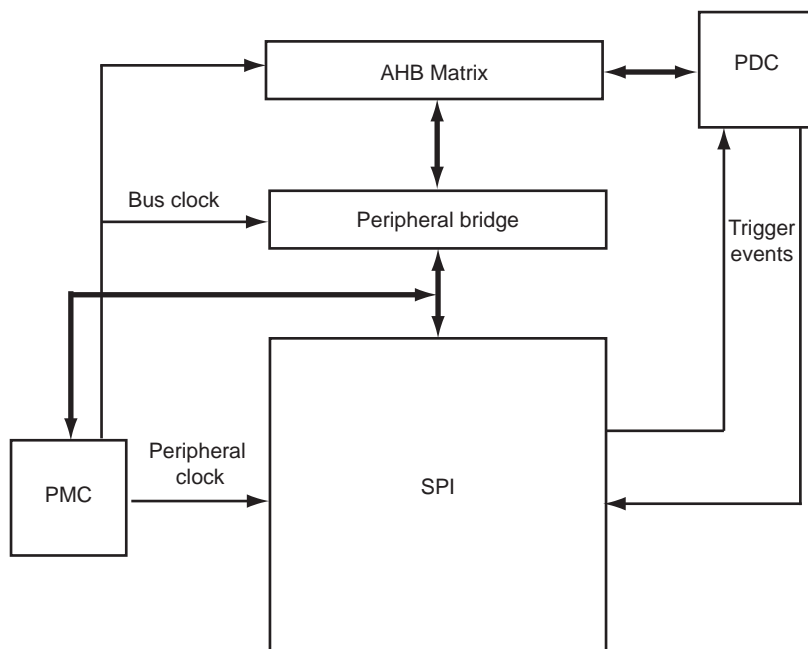 AHB Matrix
PDC
Bus clock
Peripheral bridge
Trigger
events
Peripheral
clock
PMC
SPI